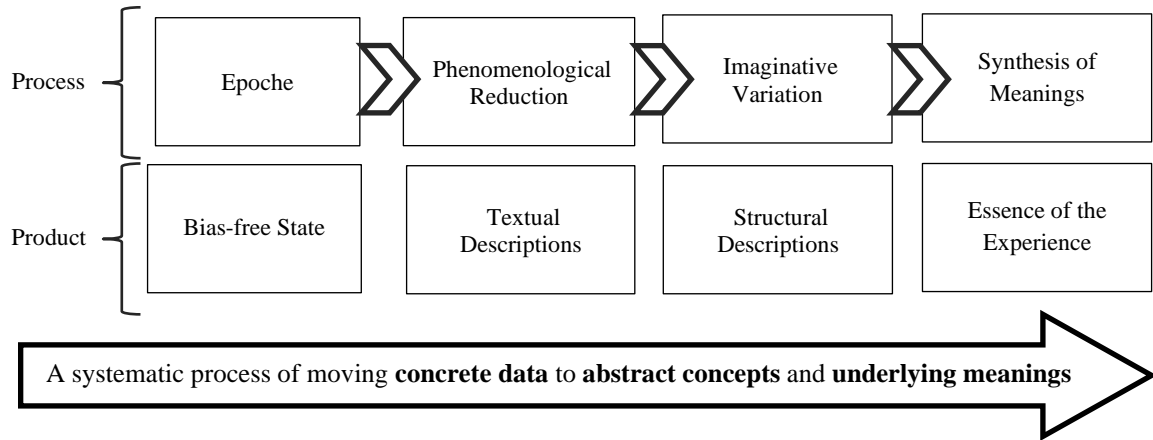 Process
Epoche
Phenomenological
Reduction
Imaginative
Variation
Synthesis of
Meanings
Product
Bias-free State
Textual
Descriptions
Structural
Descriptions
Essence of the
Experience
A systematic process of moving concrete data to abstract concepts and underlying meanings